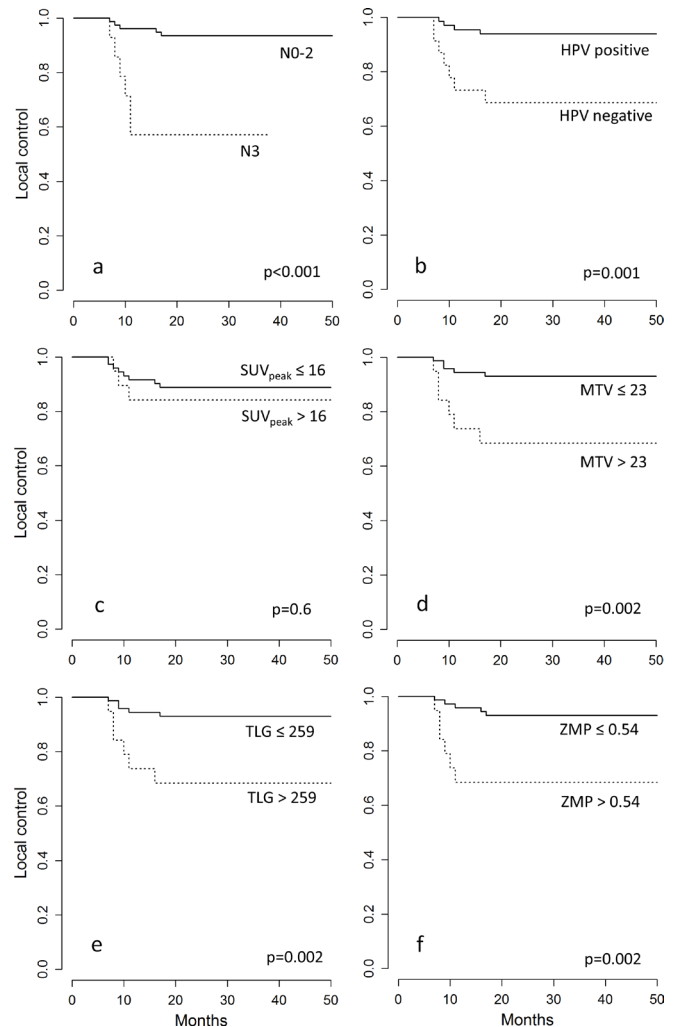 1.0
0.8
0.6
0.4
0.2
0.0
Local control
N0-2
N3
a
p<0.001
0 10 20 30 40 50
1.0
0.8
0.6
0.4
0.2
0.0
HPV positive
HPV negative
b
p=0.001
0 10 20 30 40 50
1.0
0.8
0.6
0.4
0.2
0.0
Local control
SUVpeak ≤ 16
SUVpeak > 16
c
p=0.6
0 10 20 30 40 50
1.0
0.8
0.6
0.4
0.2
0.0
MTV ≤ 23
MTV > 23
d
p=0.002
0 10 20 30 40 50
1.0
0.8
0.6
0.4
0.2
0.0
Local control
TLG ≤ 259
TLG > 259
e
p=0.002
0 10 20 30 40 50
Months
1.0
0.8
0.6
0.4
0.2
0.0
ZMP ≤ 0.54
ZMP > 0.54
f
p=0.002
0 10 20 30 40 50
Months